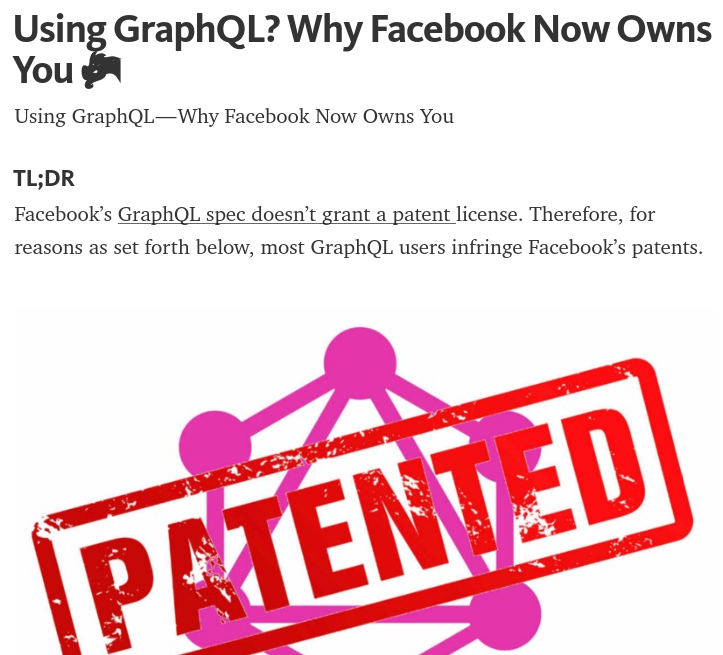 Using GraphQL? Why Facebook Now Owns
You
Using GraphQL—Why Facebook Now Owns You
TL;DR
Facebook’s GraphQL spec doesn’t grant a patent license. Therefore, for
reasons as set forth below, most GraphQL users infringe Facebook’s patents.
PATENTED